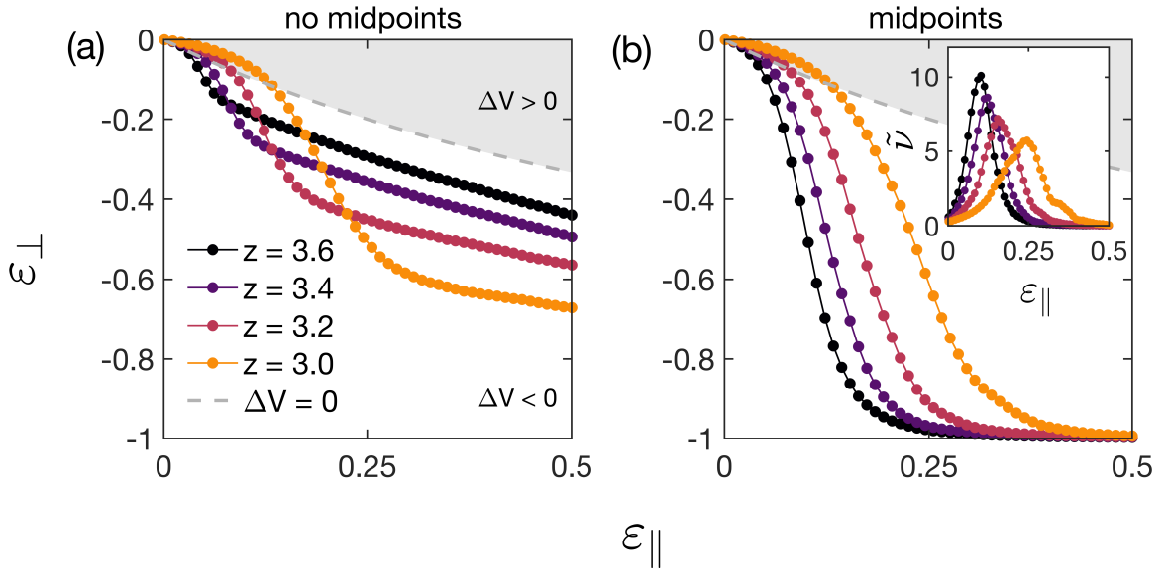 no midpoints
(a)
0
-0.2
-0.4
-0.6
-0.8
-1
ε⊥
ΔV > 0
z = 3.6
z = 3.4
z = 3.2
z = 3.0
ΔV = 0
ΔV < 0
0
0.25
0.5
midpoints
(b)
0
-0.2
-0.4
-0.6
-0.8
-1
10
5
0
ν̃
0
0.25
0.5
ε∥
0
0.25
0.5
ε∥